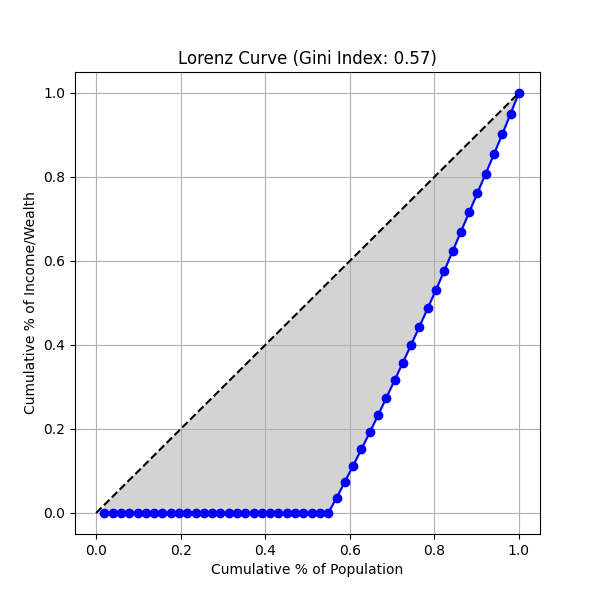 Lorenz Curve (Gini Index: 0.57)
Cumulative % of Income/Wealth
1.0
0.8
0.6
0.4
0.2
0.0
0.0 0.2 0.4 0.6 0.8 1.0
Cumulative % of Population